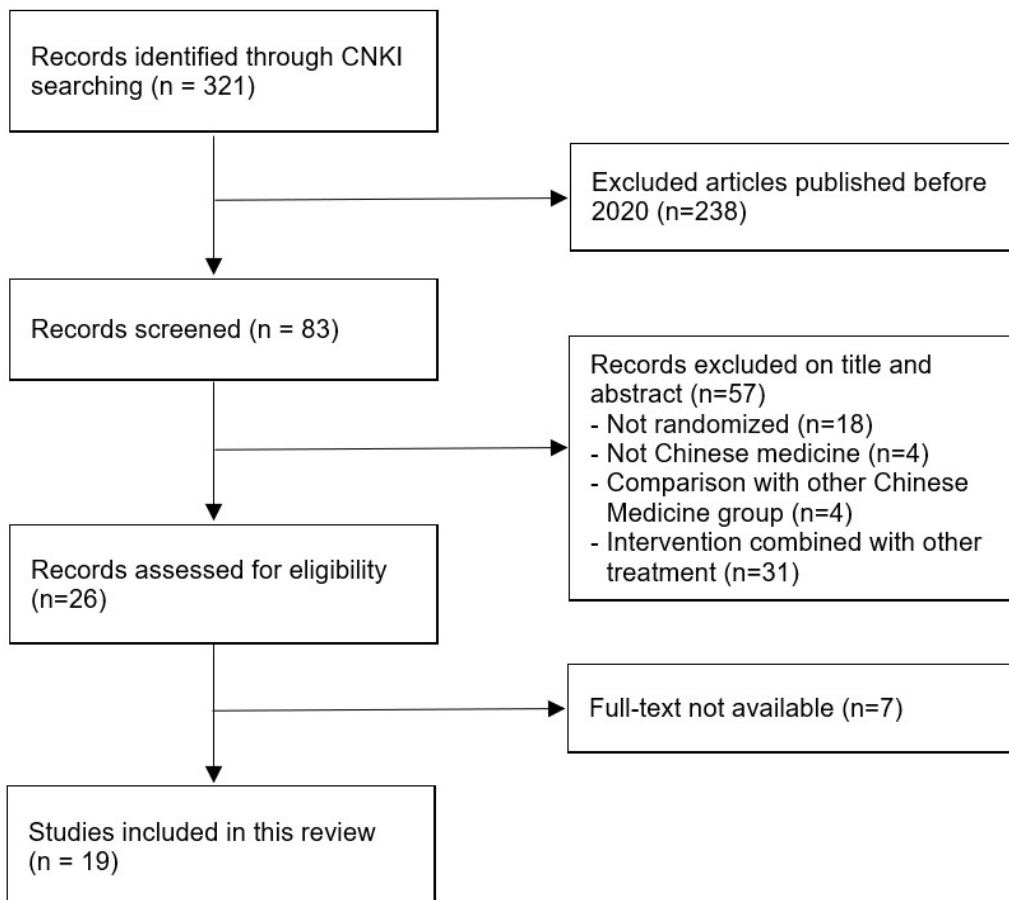 Records identified through CNKI
searching (n = 321)
Excluded articles published before
2020 (n=238)
Records screened (n = 83)
Records excluded on title and
abstract (n=57)
- Not randomized (n=18)
- Not Chinese medicine (n=4)
- Comparison with other Chinese
Medicine group (n=4)
- Intervention combined with other
treatment (n=31)
Records assessed for eligibility
(n=26)
Full-text not available (n=7)
Studies included in this review
(n = 19)